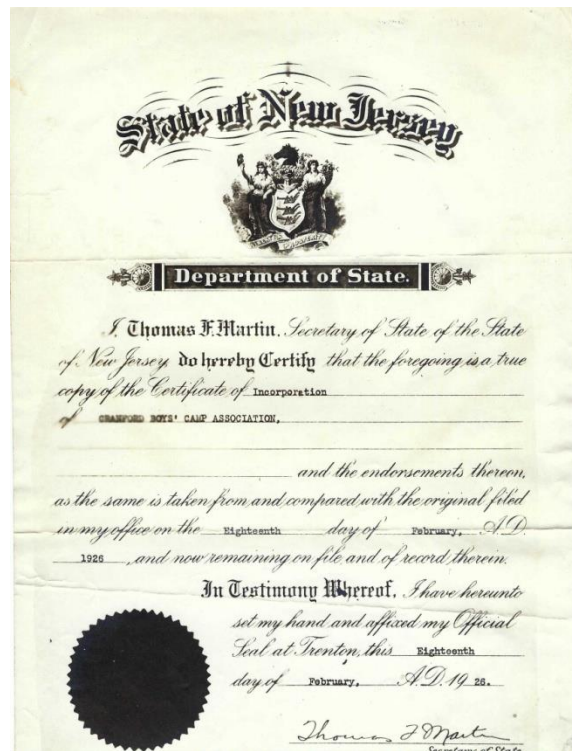 State of New Jersey
Department of State.
I, Thomas F. Martin, Secretary of State of the State
of New Jersey, do hereby Certify that the foregoing is a true
copy of the Certificate of Incorporation
of CRANFORD BOYS' CAMP ASSOCIATION,
and the endorsements thereon,
as the same is taken from and compared with the original filed
in my office on the Eighteenth day of February, A.D.
1926 , and now remaining on file and of record therein.
In Testimony Whereof, I have hereunto
set my hand and affixed my Official
Seal at Trenton, this Eighteenth
day of February, A.D. 19 26.
Thomas F Martin
Secretary of State.